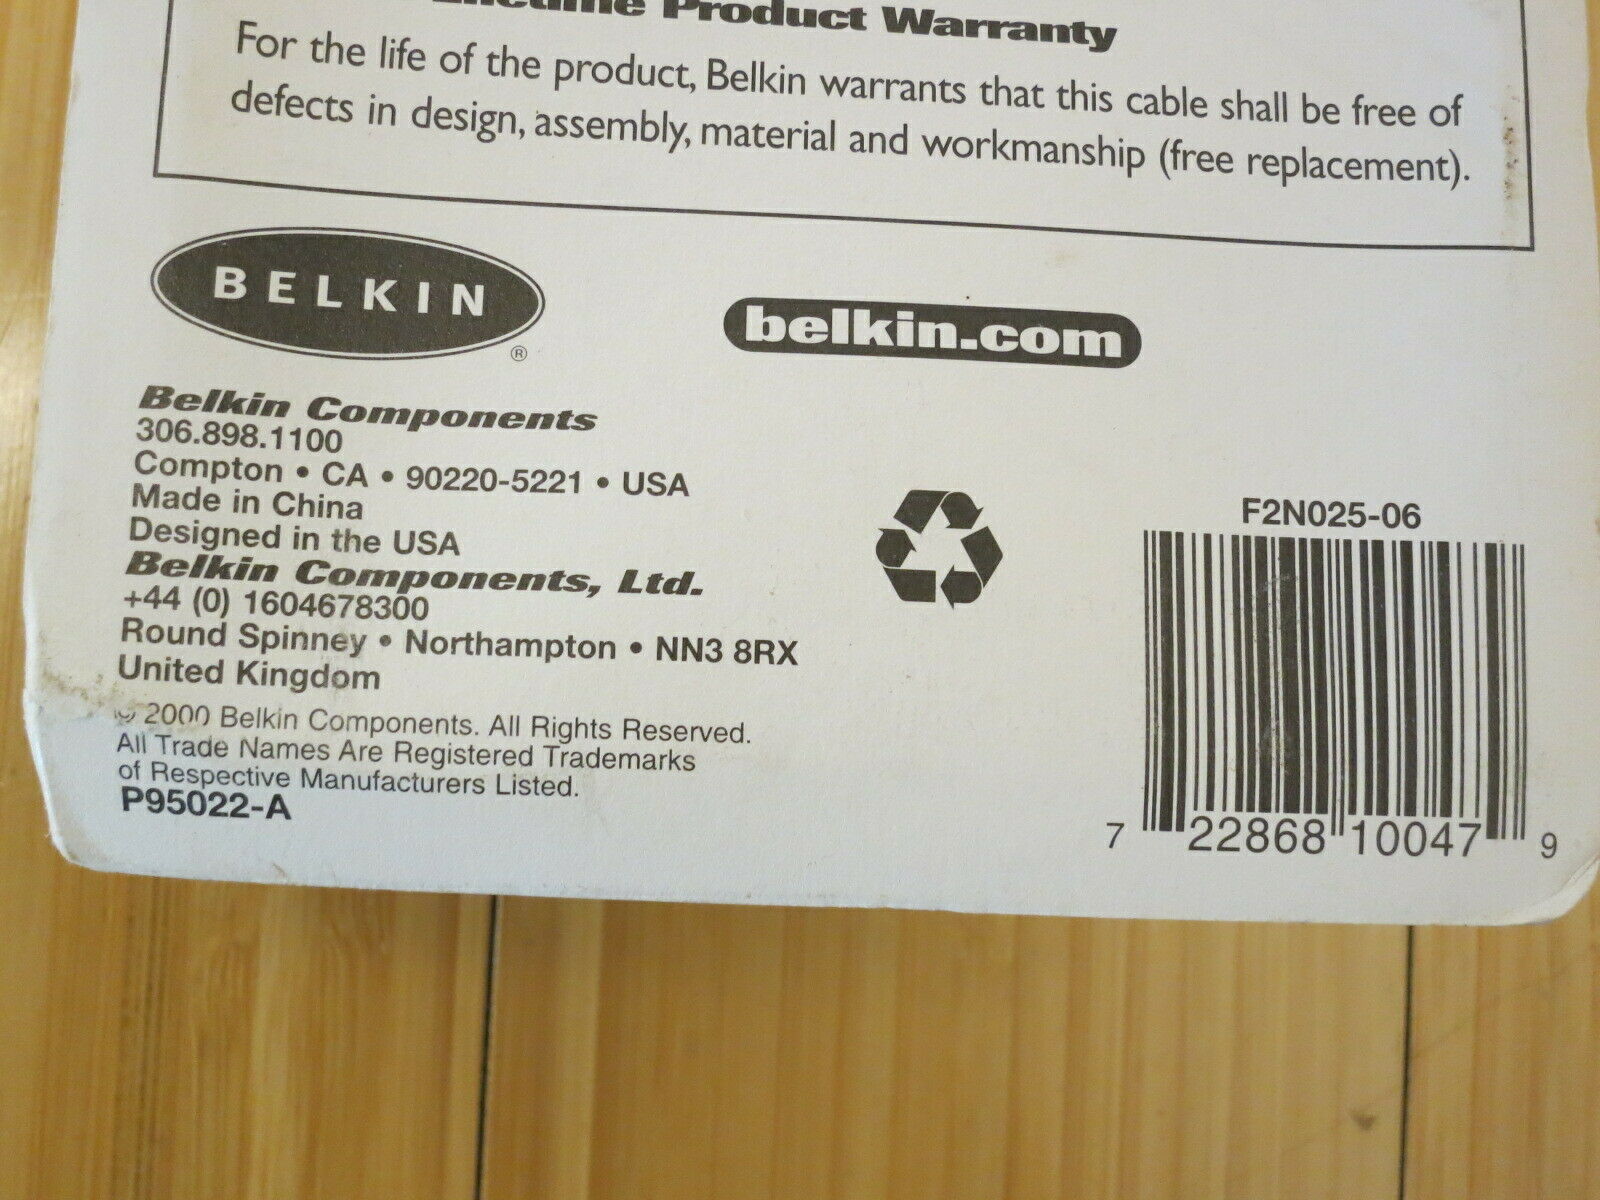 Lifetime Product Warranty
For the life of the product, Belkin warrants that this cable shall be free of
defects in design, assembly, material and workmanship (free replacement).
BELKIN
®
belkin.com
Belkin Components
306.898.1100
Compton • CA • 90220-5221 • USA
Made in China
Designed in the USA
Belkin Components, Ltd.
+44 (0) 1604678300
Round Spinney • Northampton • NN3 8RX
United Kingdom
© 2000 Belkin Components. All Rights Reserved.
All Trade Names Are Registered Trademarks
of Respective Manufacturers Listed.
P95022-A
F2N025-06
7 22868 10047 9